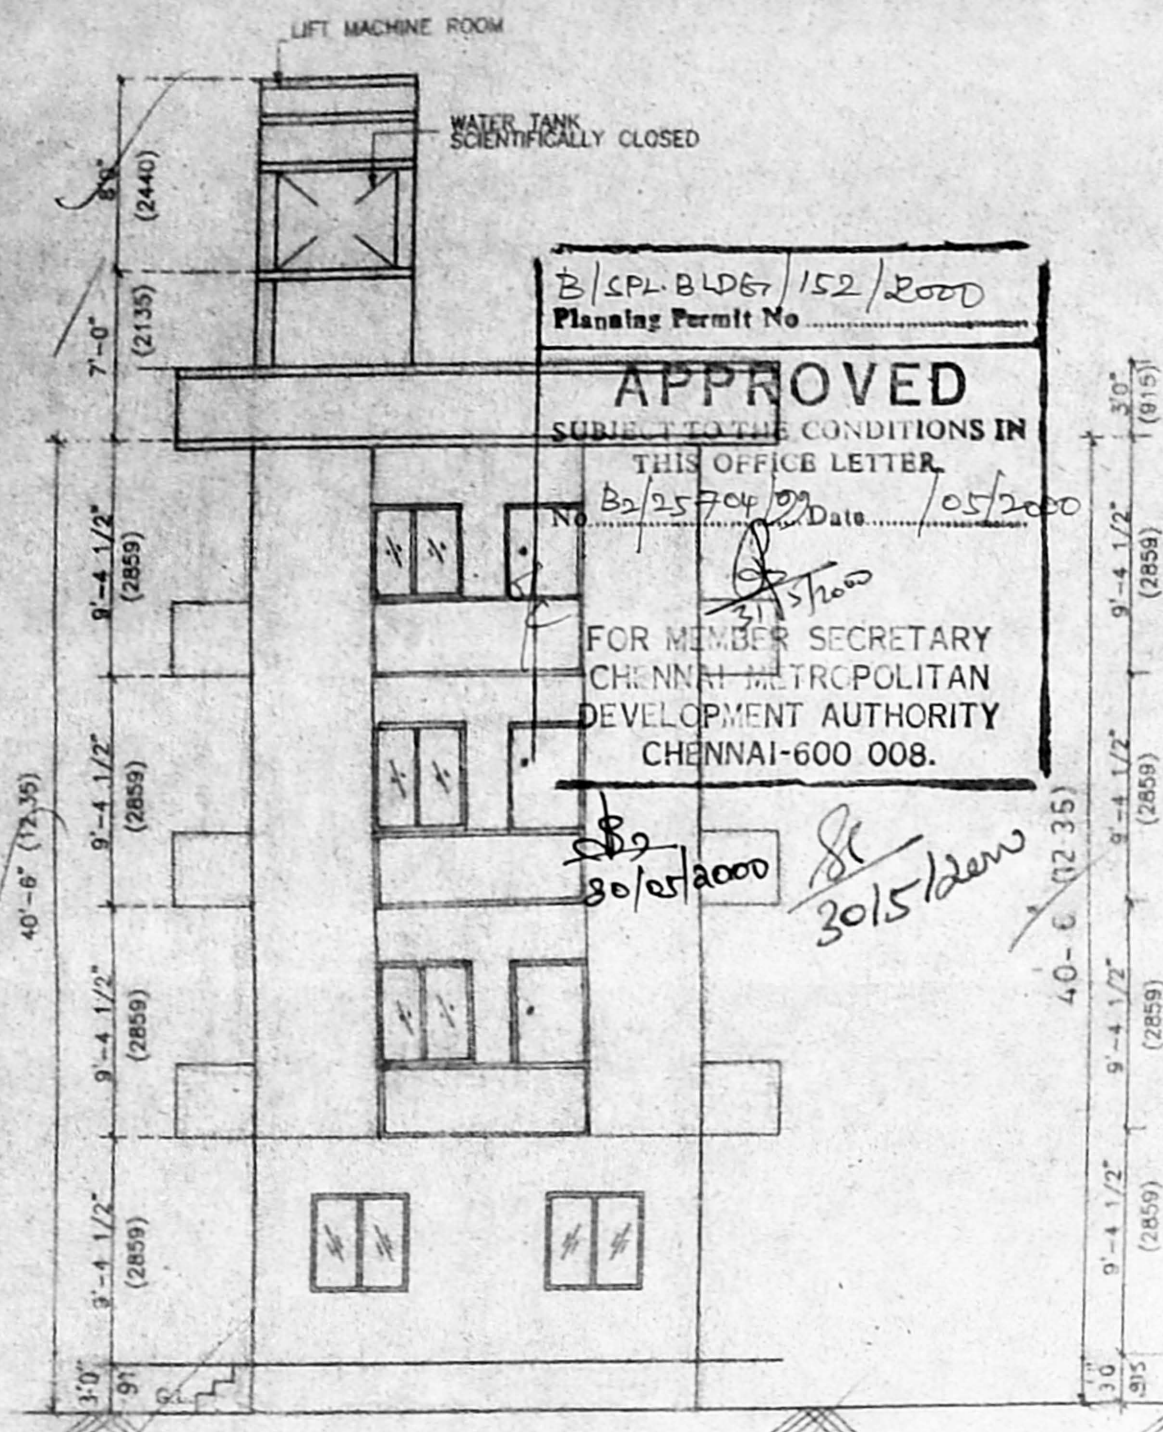 LIFT MACHINE ROOM
WATER TANK
SCIENTIFICALLY CLOSED
8'0"
(2440)
7'-0"
(2135)
B/SPL.BLDG/152/2000
Planning Permit No
APPROVED
SUBJECT TO THE CONDITIONS IN
THIS OFFICE LETTER
No B2/25704/99 Date /05/2000
31/5/2000
FOR MEMBER SECRETARY
CHENNAI METROPOLITAN
DEVELOPMENT AUTHORITY
CHENNAI-600 008.
30/05/2000
30/5/2000
9'-4 1/2"
(2859)
9'-4 1/2"
(2859)
9'-4 1/2"
(2859)
9'-4 1/2"
(2859)
3'0"
91
40'-6" (12.35)
3'0"
(915)
9'-4 1/2"
(2859)
9'-4 1/2"
(2859)
9'-4 1/2"
(2859)
9'-4 1/2"
(2859)
3'0"
915
40-6 (12 35)